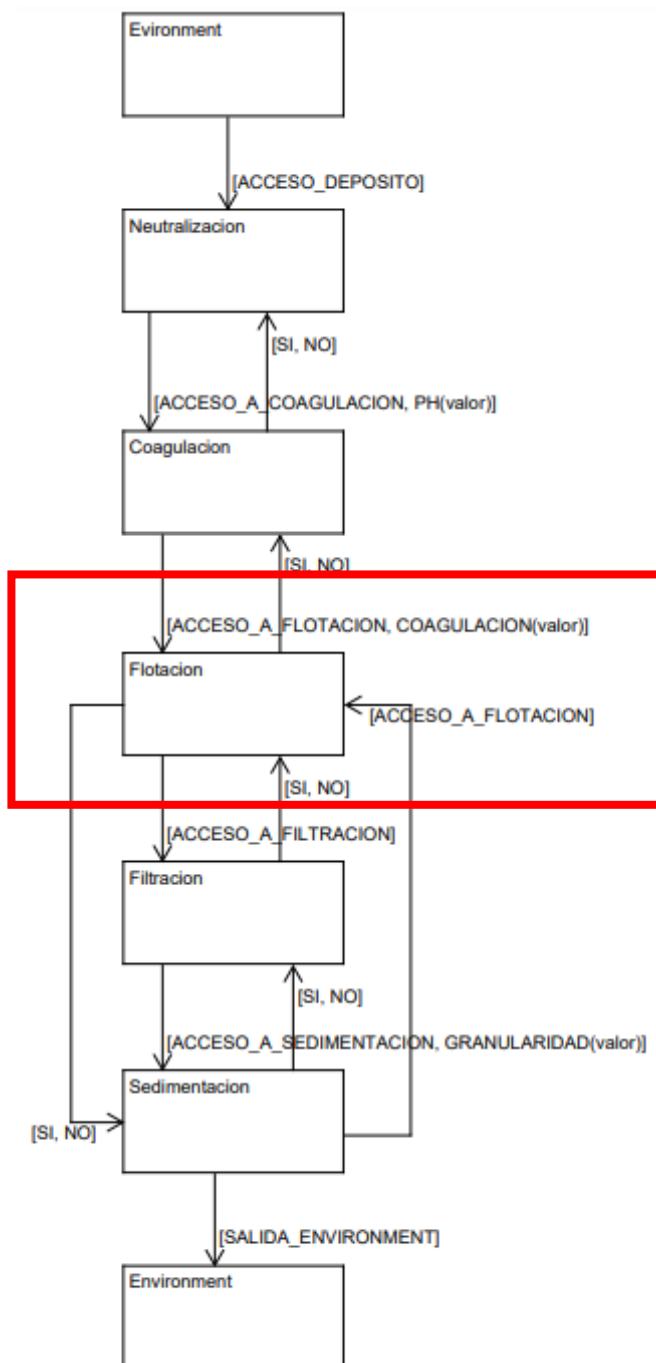 Evironment
[ACCESO_DEPOSITO]
Neutralizacion
[SI, NO]
[ACCESO_A_COAGULACION, PH(valor)]
Coagulacion
[SI, NO]
[ACCESO_A_FLOTACION, COAGULACION(valor)]
Flotacion
[ACCESO_A_FLOTACION]
[SI, NO]
[ACCESO_A_FILTRACION]
Filtracion
[SI, NO]
[ACCESO_A_SEDIMENTACION, GRANULARIDAD(valor)]
Sedimentacion
[SI, NO]
[SALIDA_ENVIRONMENT]
Environment